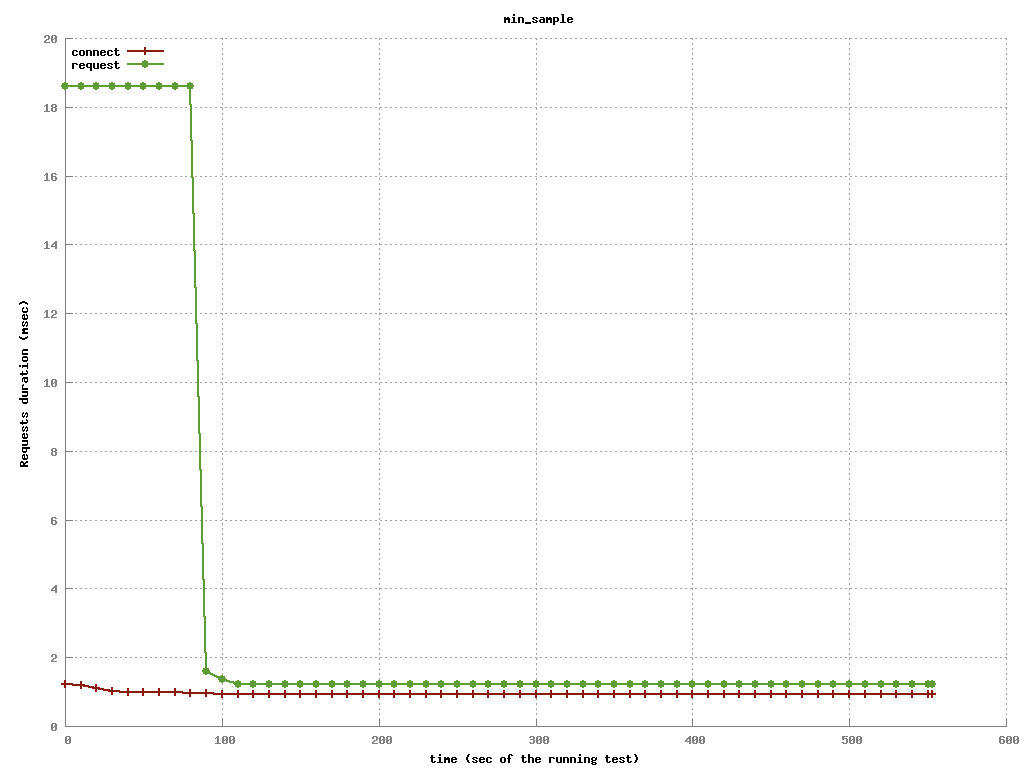 min_sample
connect
request
Requests duration (msec)
20
18
16
14
12
10
8
6
4
2
0
0 100 200 300 400 500 600
time (sec of the running test)